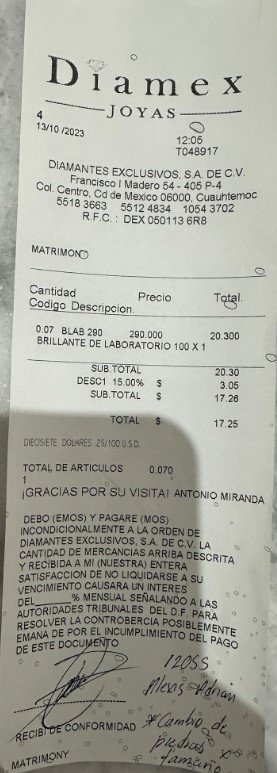 Diamex
JOYAS
4
13/10 /2023
12:05
T048917
DIAMANTES EXCLUSIVOS, S.A. DE C.V.
Francisco I Madero 54 - 405 P-4
Col. Centro, Cd de Mexico 06000, Cuauhtemoc
5518 3663 5512 4834 1054 3702
R.F.C. : DEX 050113 6R8
MATRIMONO
Cantidad Precio Total.
Codigo Descripcion.
0.07 BLAB 290 290.000 20.300
BRILLANTE DE LABORATORIO 100 X 1
SUB.TOTAL 20.30
DESC1 15.00% $ 3.05
SUB.TOTAL $ 17.26
TOTAL $ 17.25
DIECISIETE DOLARES 25/100 U.S.D.
TOTAL DE ARTICULOS 0.070
1
¡GRACIAS POR SU VISITA! ANTONIO MIRANDA
DEBO (EMOS) Y PAGARE (MOS)
INCONDICIONALMENTE A LA ORDEN DE
DIAMANTES EXCLUSIVOS, S.A. DE C.V. LA
CANTIDAD DE MERCANCIAS ARRIBA DESCRITA
Y RECIBIDA A MI (NUESTRA) ENTERA
SATISFACCION DE NO LIQUIDARSE A SU
VENCIMIENTO CAUSARA UN INTERES
DEL % MENSUAL SEÑALANDO A LAS
AUTORIDADES TRIBUNALES DEL D.F. PARA
RESOLVER LA CONTROBERCIA POSIBLEMENTE
EMANA DE POR EL INCUMPLIMIENTO DEL PAGO
DE ESTE DOCUMENTO
Alexis Adrian
RECIBI DE CONFORMIDAD *Cambio de
piedras x
MATRIMONY tamaño